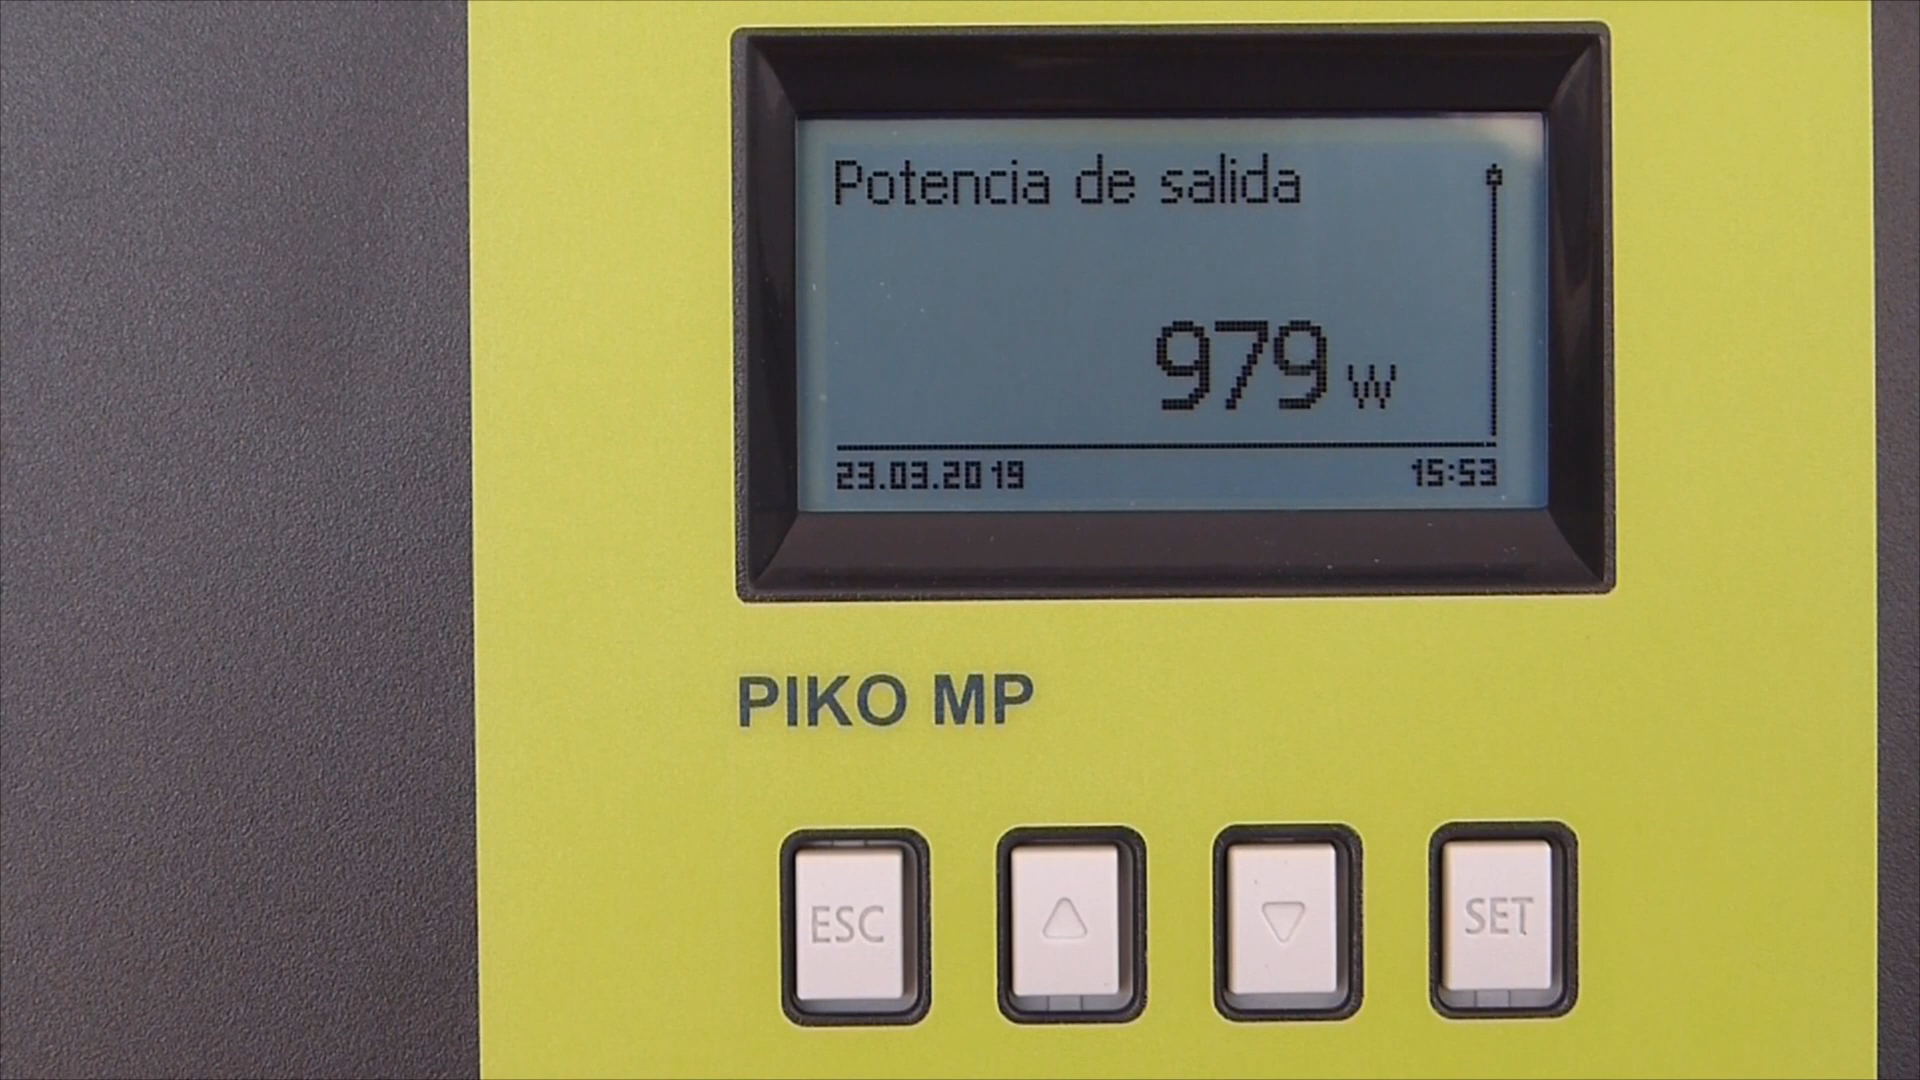 Potencia de salida
979 W
23.03.2019 15:53
PIKO MP
ESC SET